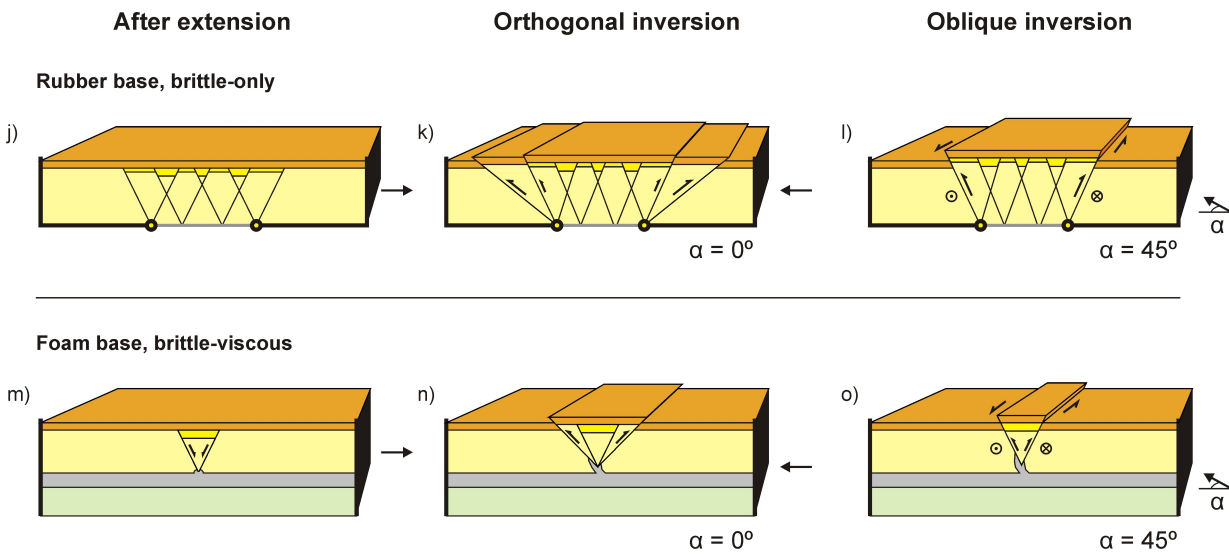 After extension
Orthogonal inversion
Oblique inversion
Rubber base, brittle-only
j)
k)
l)
α
α = 0º
α = 45º
Foam base, brittle-viscous
m)
n)
o)
α
α = 0º
α = 45º